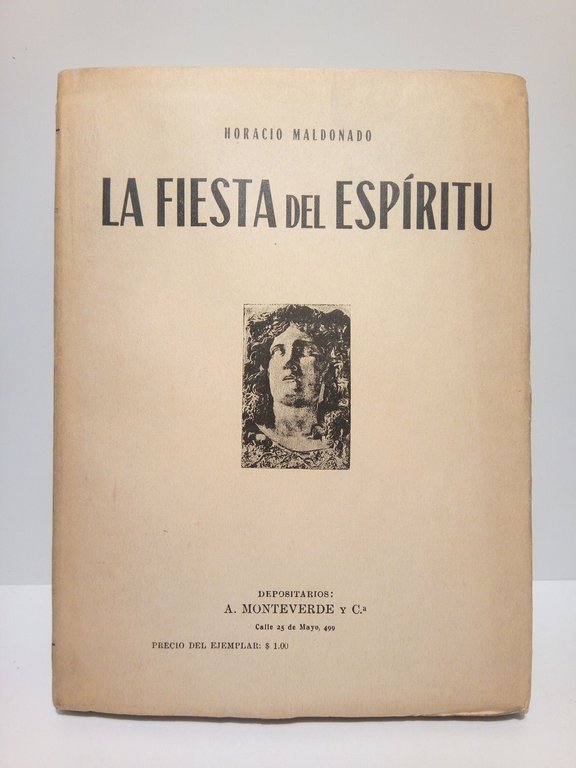 HORACIO MALDONADO
LA FIESTA DEL ESPÍRITU
DEPOSITARIOS:
A. MONTEVERDE Y C.ª
Calle 25 de Mayo, 499
PRECIO DEL EJEMPLAR: $ 1.00